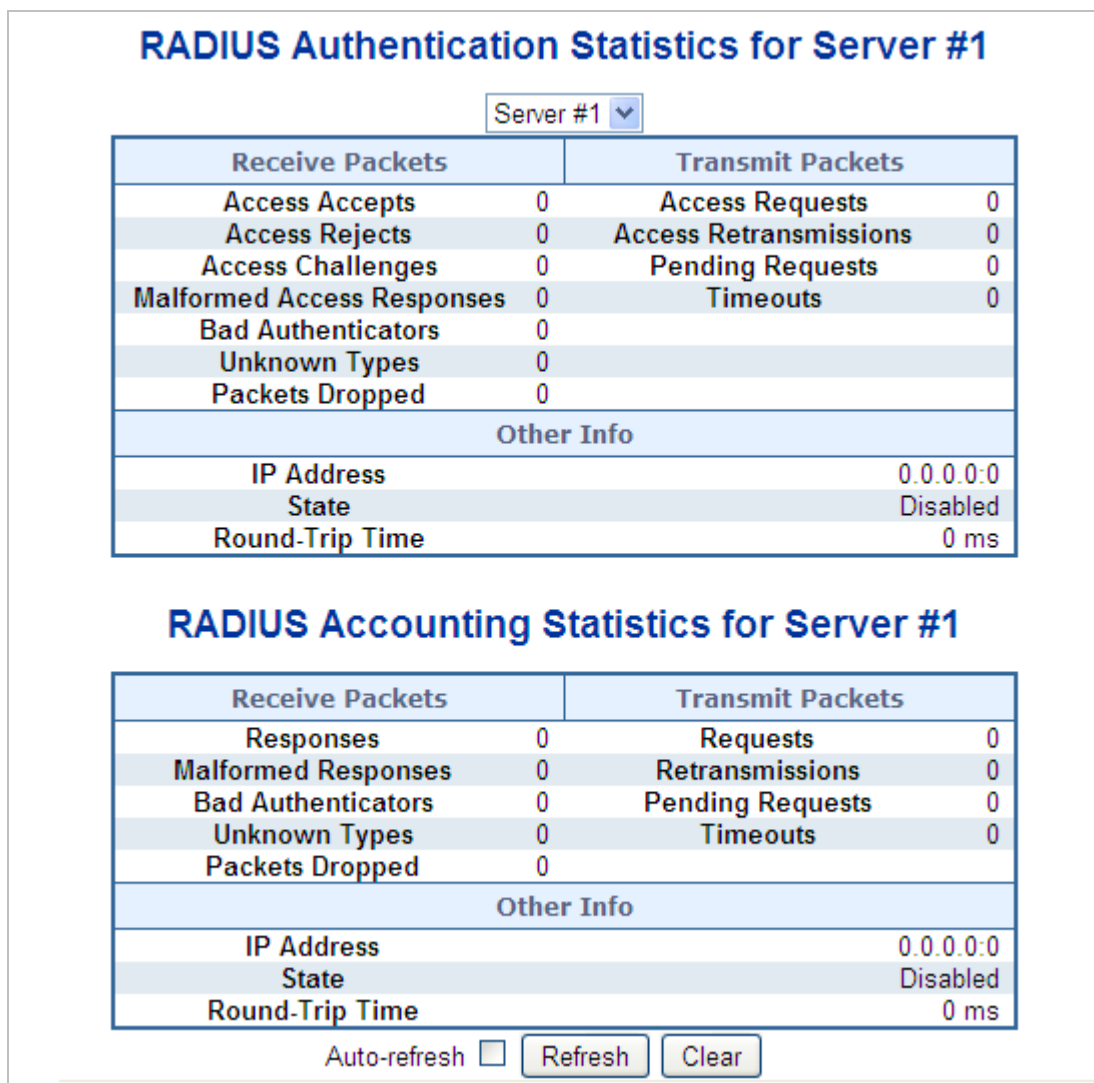 RADIUS Authentication Statistics for Server #1
Server #1
Receive Packets Transmit Packets
Access Accepts 0 Access Requests 0
Access Rejects 0 Access Retransmissions 0
Access Challenges 0 Pending Requests 0
Malformed Access Responses 0 Timeouts 0
Bad Authenticators 0
Unknown Types 0
Packets Dropped 0
Other Info
IP Address 0.0.0.0:0
State Disabled
Round-Trip Time 0 ms
RADIUS Accounting Statistics for Server #1
Receive Packets Transmit Packets
Responses 0 Requests 0
Malformed Responses 0 Retransmissions 0
Bad Authenticators 0 Pending Requests 0
Unknown Types 0 Timeouts 0
Packets Dropped 0
Other Info
IP Address 0.0.0.0:0
State Disabled
Round-Trip Time 0 ms
Auto-refresh Refresh Clear